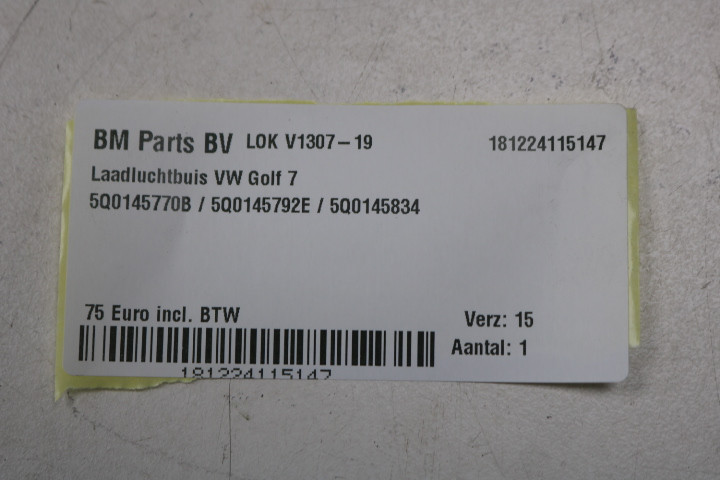 BM Parts BV LOK V1307-19 181224115147
Laadluchtbuis VW Golf 7
5Q0145770B / 5Q0145792E / 5Q0145834
75 Euro incl. BTW Verz: 15
Aantal: 1
181224115147